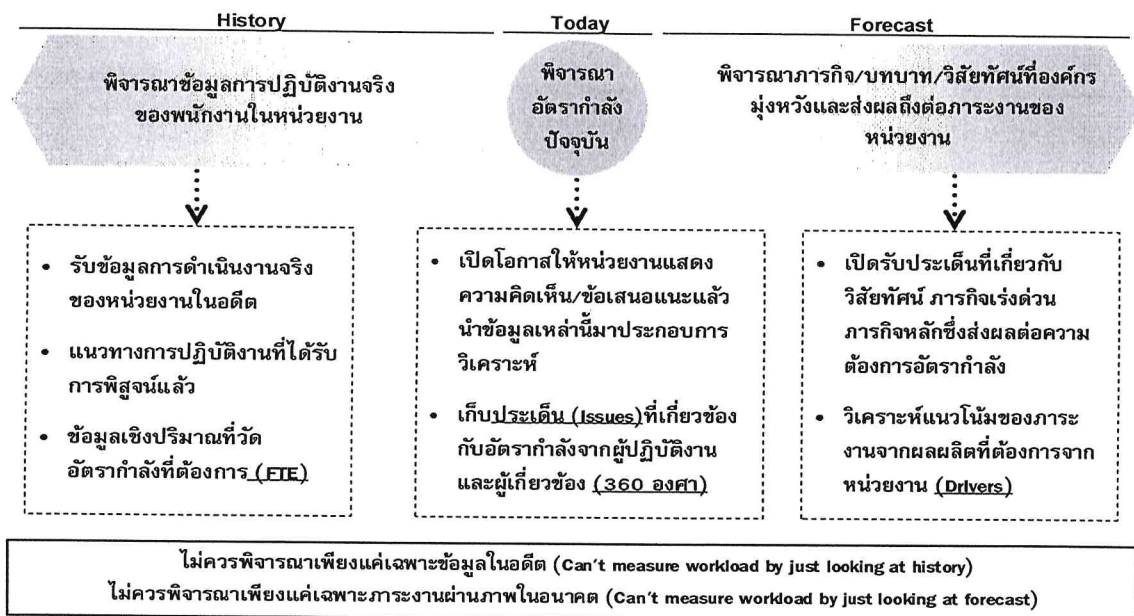 History
Today
Forecast
พิจารณาข้อมูลการปฏิบัติงานจริง
ของพนักงานในหน่วยงาน
พิจารณา
อัตรากำลัง
ปัจจุบัน
พิจารณาภารกิจ/บทบาท/วิสัยทัศน์ที่องค์กร
มุ่งหวังและส่งผลถึงต่อภาระงานของ
หน่วยงาน
• รับข้อมูลการดำเนินงานจริง
ของหน่วยงานในอดีต
• แนวทางการปฏิบัติงานที่ได้รับ
การพิสูจน์แล้ว
• ข้อมูลเชิงปริมาณที่วัด
อัตรากำลังที่ต้องการ (FTE)
• เปิดโอกาสให้หน่วยงานแสดง
ความคิดเห็น/ข้อเสนอแนะแล้ว
นำข้อมูลเหล่านี้มาประกอบการ
วิเคราะห์
• เก็บประเด็น (Issues)ที่เกี่ยวข้อง
กับอัตรากำลังจากผู้ปฏิบัติงาน
และผู้เกี่ยวข้อง (360 องศา)
• เปิดรับประเด็นที่เกี่ยวกับ
วิสัยทัศน์ ภารกิจเร่งด่วน
ภารกิจหลักซึ่งส่งผลต่อความ
ต้องการอัตรากำลัง
• วิเคราะห์แนวโน้มของภาระ
งานจากผลผลิตที่ต้องการจาก
หน่วยงาน (Drivers)
ไม่ควรพิจารณาเพียงแค่เฉพาะข้อมูลในอดีต (Can't measure workload by just looking at history)
ไม่ควรพิจารณาเพียงแค่เฉพาะภาระงานผ่านภาพในอนาคต (Can't measure workload by just looking at forecast)